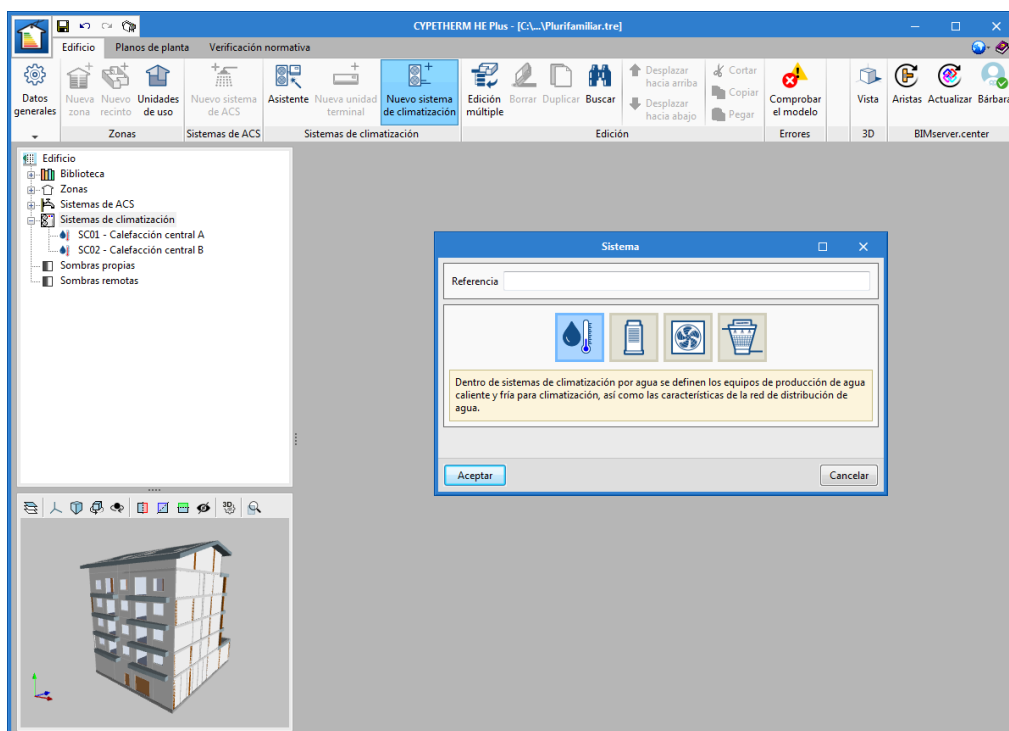 CYPETHERM HE Plus - [C:\...\Plurifamiliar.tre]
Edificio Planos de planta Verificación normativa
Datos generales
Nueva zona
Nuevo recinto
Unidades de uso
Nuevo sistema de ACS
Asistente
Nueva unidad terminal
Nuevo sistema de climatización
Edición múltiple
Borrar
Duplicar
Buscar
Desplazar hacia arriba
Desplazar hacia abajo
Cortar
Copiar
Pegar
Comprobar el modelo
Vista
Aristas
Actualizar
Bárbara
Zonas
Sistemas de ACS
Sistemas de climatización
Edición
Errores
3D
BIMserver.center
Edificio
Biblioteca
Zonas
Sistemas de ACS
Sistemas de climatización
SC01 - Calefacción central A
SC02 - Calefacción central B
Sombras propias
Sombras remotas
Sistema
Referencia
Dentro de sistemas de climatización por agua se definen los equipos de producción de agua
caliente y fría para climatización, así como las características de la red de distribución de
agua.
Aceptar
Cancelar
3D